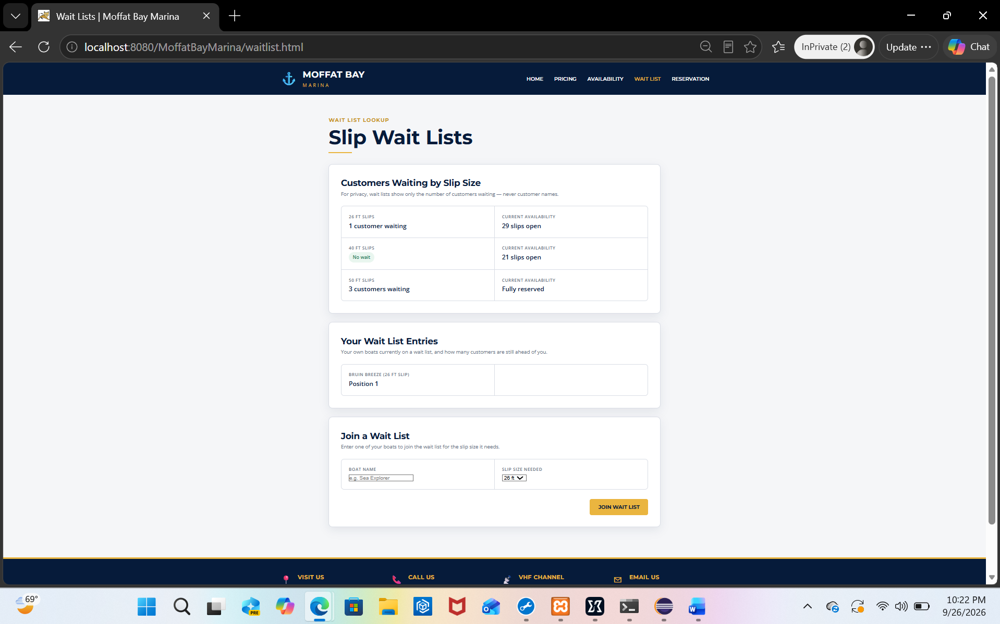 Wait Lists | Moffat Bay Marina
localhost:8080/MoffatBayMarina/waitlist.html
InPrivate (2)
Update
Chat
MOFFAT BAY
MARINA
HOME
PRICING
AVAILABILITY
WAIT LIST
RESERVATION
WAIT LIST LOOKUP
Slip Wait Lists
Customers Waiting by Slip Size
For privacy, wait lists show only the number of customers waiting — never customer names.
26 FT SLIPS
1 customer waiting
CURRENT AVAILABILITY
29 slips open
40 FT SLIPS
No wait
CURRENT AVAILABILITY
21 slips open
50 FT SLIPS
3 customers waiting
CURRENT AVAILABILITY
Fully reserved
Your Wait List Entries
Your own boats currently on a wait list, and how many customers are still ahead of you.
BRUIN BREEZE (26 FT SLIP)
Position 1
Join a Wait List
Enter one of your boats to join the wait list for the slip size it needs.
BOAT NAME
e.g. Sea Explorer
SLIP SIZE NEEDED
26 ft
JOIN WAIT LIST
VISIT US
CALL US
VHF CHANNEL
EMAIL US
69°
PRE
10:22 PM
9/26/2026